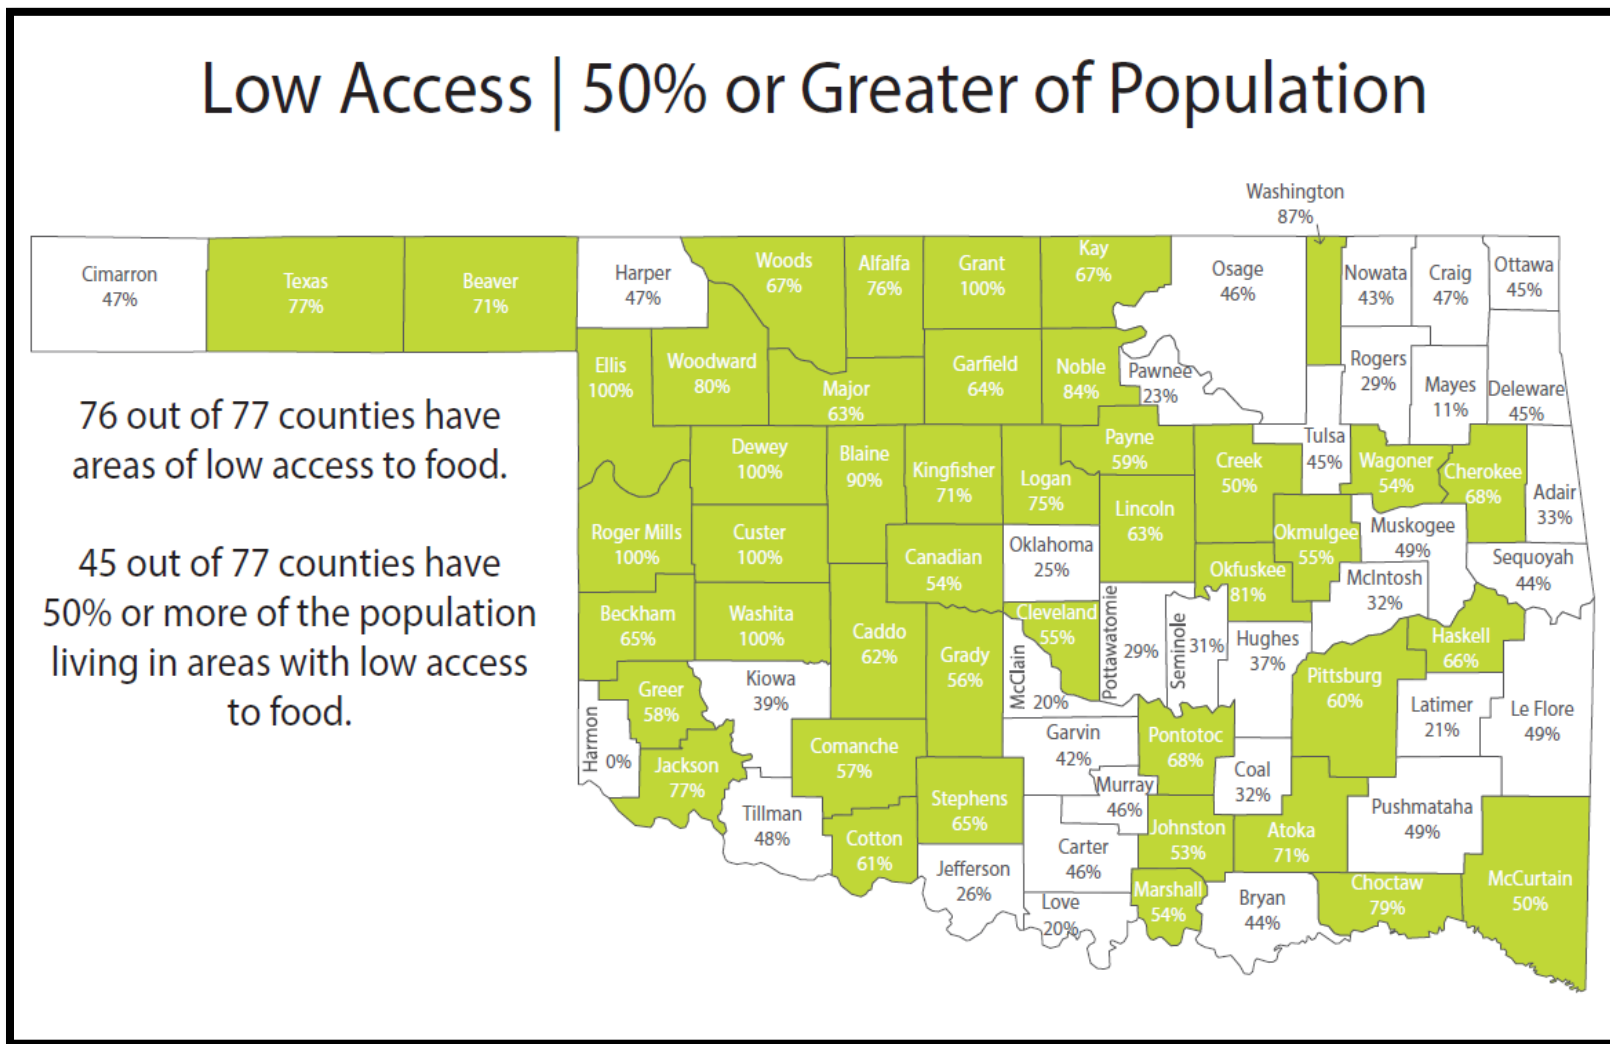 Low Access | 50% or Greater of Population
Washington
87%
Cimarron
47%
Texas
77%
Beaver
71%
Harper
47%
Woods
67%
Alfalfa
76%
Grant
100%
Kay
67%
Osage
46%
Nowata
43%
Craig
47%
Ottawa
45%
Ellis
100%
Woodward
80%
Major
63%
Garfield
64%
Noble
84%
Pawnee
23%
Rogers
29%
Mayes
11%
Deleware
45%
76 out of 77 counties have
areas of low access to food.
45 out of 77 counties have
50% or more of the population
living in areas with low access
to food.
Dewey
100%
Blaine
90%
Kingfisher
71%
Logan
75%
Payne
59%
Creek
50%
Tulsa
45%
Wagoner
54%
Cherokee
68%
Adair
33%
Lincoln
63%
Roger Mills
100%
Custer
100%
Canadian
54%
Oklahoma
25%
Okmulgee
55%
Muskogee
49%
Sequoyah
44%
Okfuskee
81%
McIntosh
32%
Beckham
65%
Washita
100%
Caddo
62%
Grady
56%
McClain
20%
Cleveland
55%
Pottawatomie
29%
Seminole
31%
Hughes
37%
Haskell
66%
Pittsburg
60%
Latimer
21%
Le Flore
49%
Harmon
0%
Greer
58%
Kiowa
39%
Jackson
77%
Comanche
57%
Garvin
42%
Pontotoc
68%
Coal
32%
Murray
46%
Tillman
48%
Cotton
61%
Stephens
65%
Johnston
53%
Atoka
71%
Pushmataha
49%
Jefferson
26%
Carter
46%
Love
20%
Marshall
54%
Bryan
44%
Choctaw
79%
McCurtain
50%